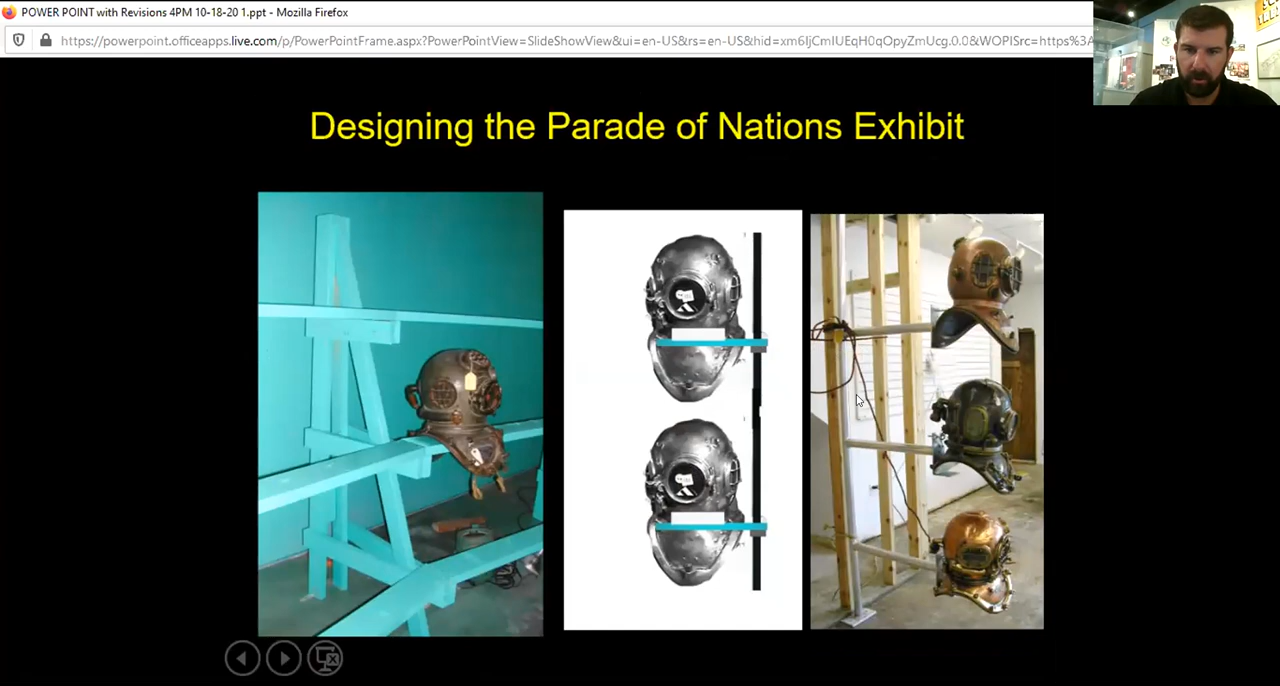 POWER POINT with Revisions 4PM 10-18-20 1.ppt - Mozilla Firefox
https://powerpoint.officeapps.live.com/p/PowerPointFrame.aspx?PowerPointView=SlideShowView&ui=en-US&rs=en-US&hid=xm6IjCmIUEqH0qOpyZmUcg.0.0&WOPISrc=https%3A
Designing the Parade of Nations Exhibit